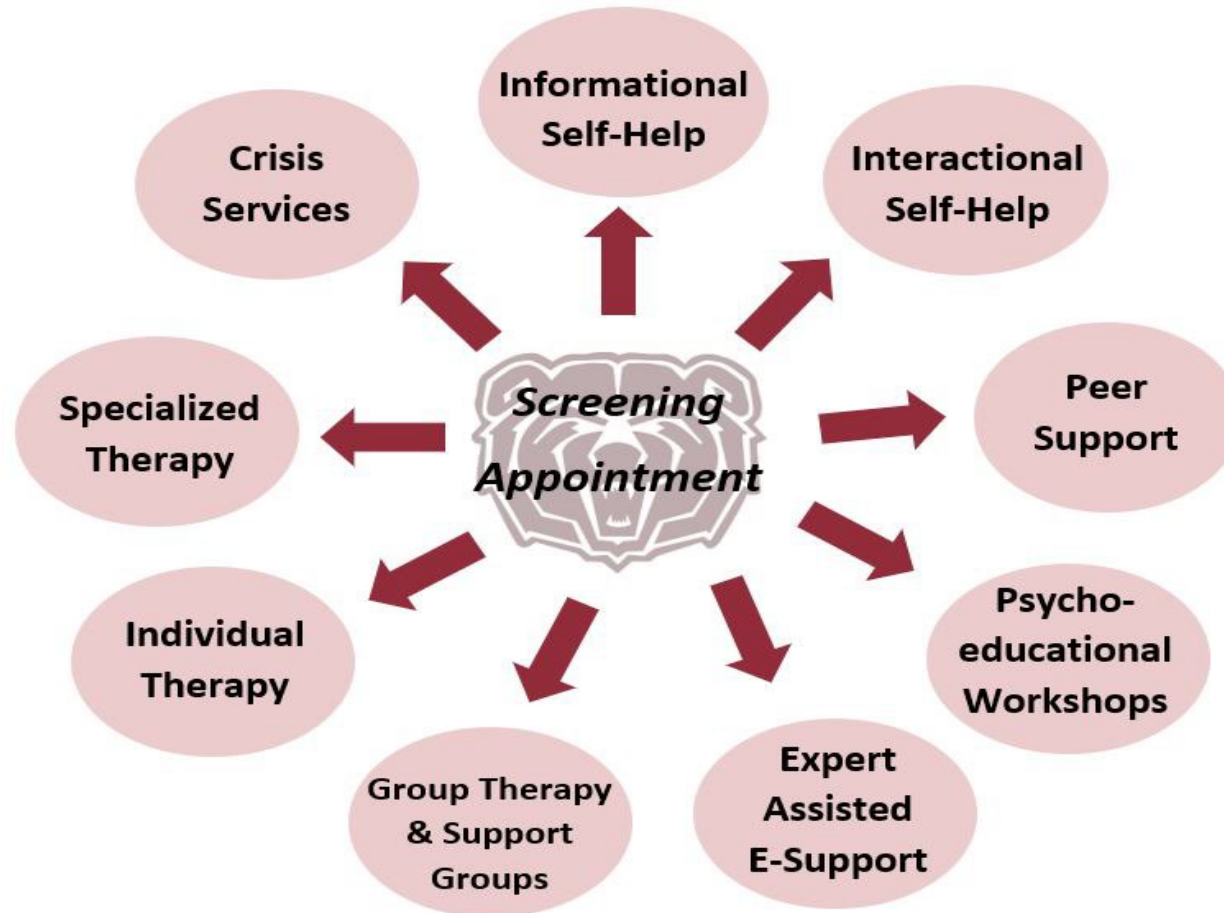 Informational
Self-Help
Interactional
Self-Help
Peer
Support
Psycho-
educational
Workshops
Expert
Assisted
E-Support
Group Therapy
& Support
Groups
Individual
Therapy
Specialized
Therapy
Crisis
Services
Screening
Appointment